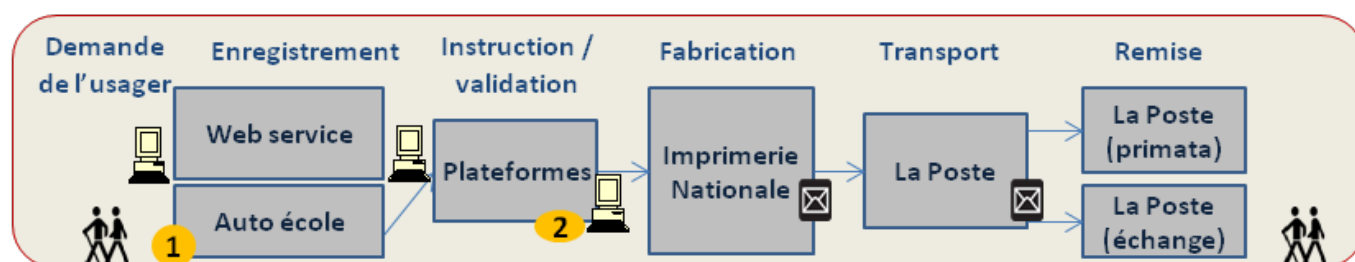 Demande
de l'usager
Enregistrement
Instruction /
validation
Fabrication
Transport
Remise
Web service
Auto école
1
Plateformes
2
Imprimerie
Nationale
La Poste
La Poste
(primata)
La Poste
(échange)